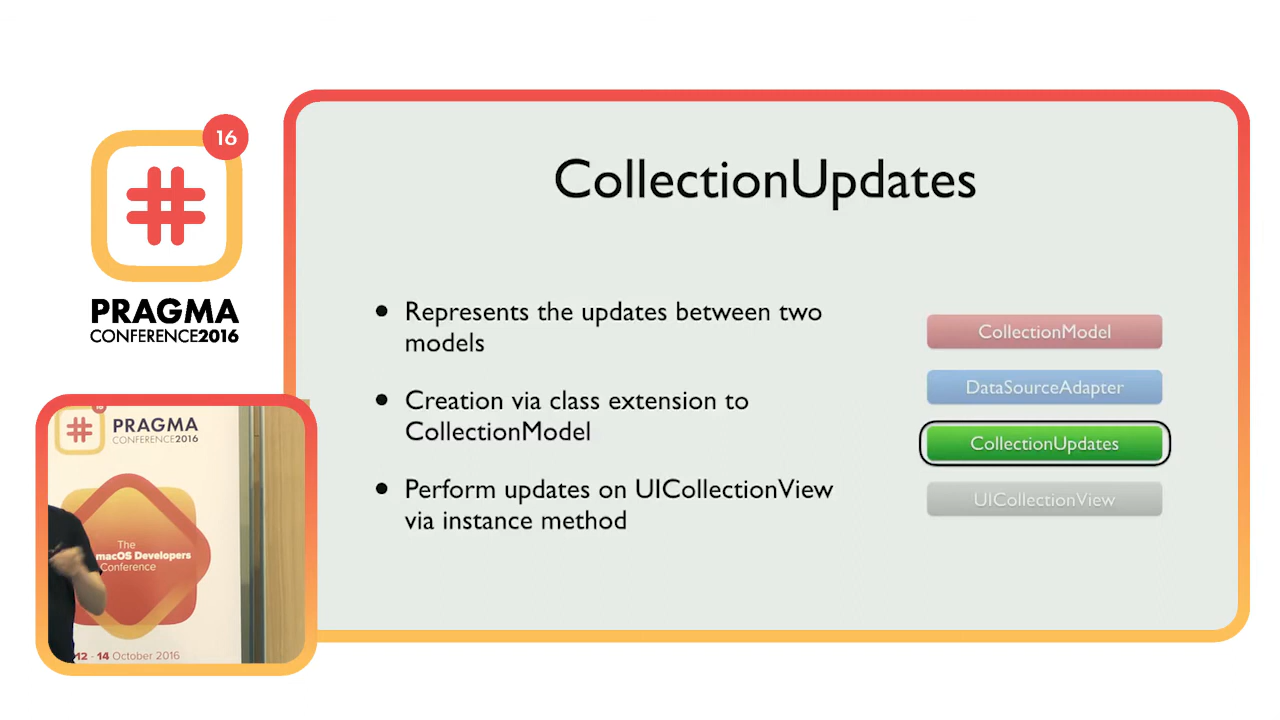 16
PRAGMA
CONFERENCE2016
CollectionUpdates
• Represents the updates between two
models
• Creation via class extension to
CollectionModel
• Perform updates on UICollectionView
via instance method
CollectionModel
DataSourceAdapter
CollectionUpdates
UICollectionView
PRAGMA
CONFERENCE2016
The
macOS Developers
Conference
12 - 14 October 2016